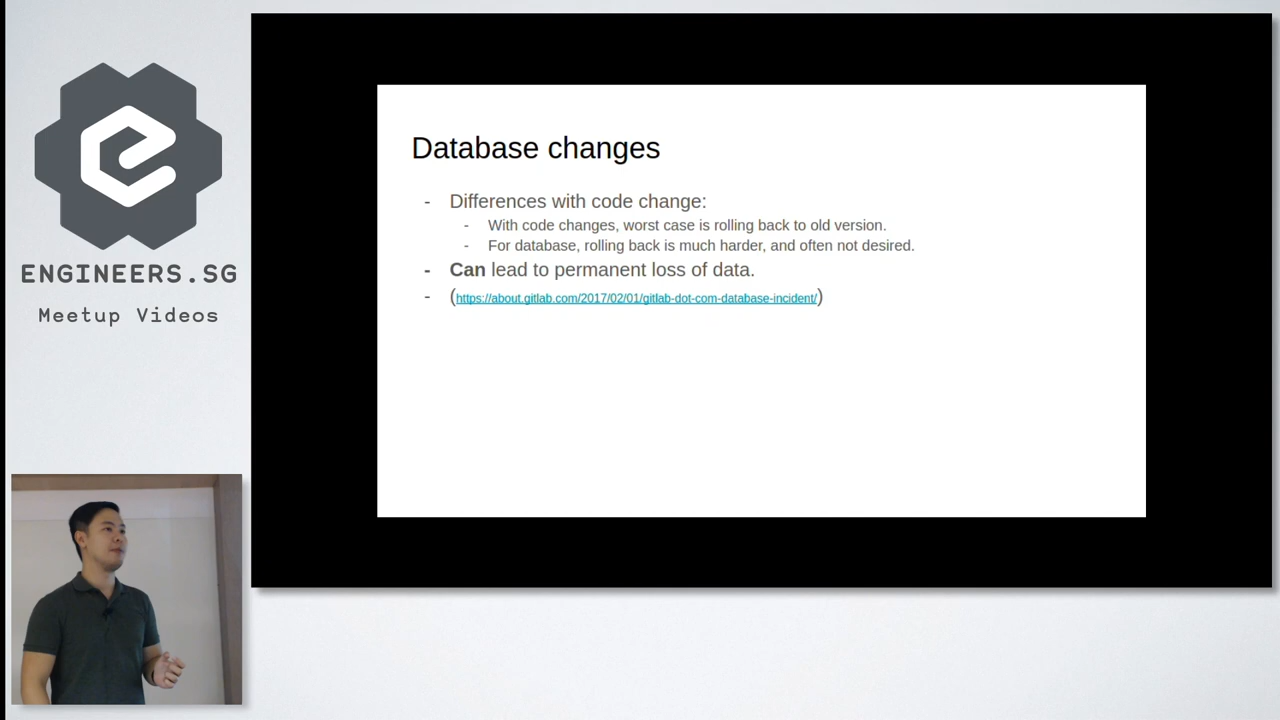 ENGINEERS.SG
Meetup Videos
Database changes
- Differences with code change:
- With code changes, worst case is rolling back to old version.
- For database, rolling back is much harder, and often not desired.
- Can lead to permanent loss of data.
- (https://about.gitlab.com/2017/02/01/gitlab-dot-com-database-incident/)